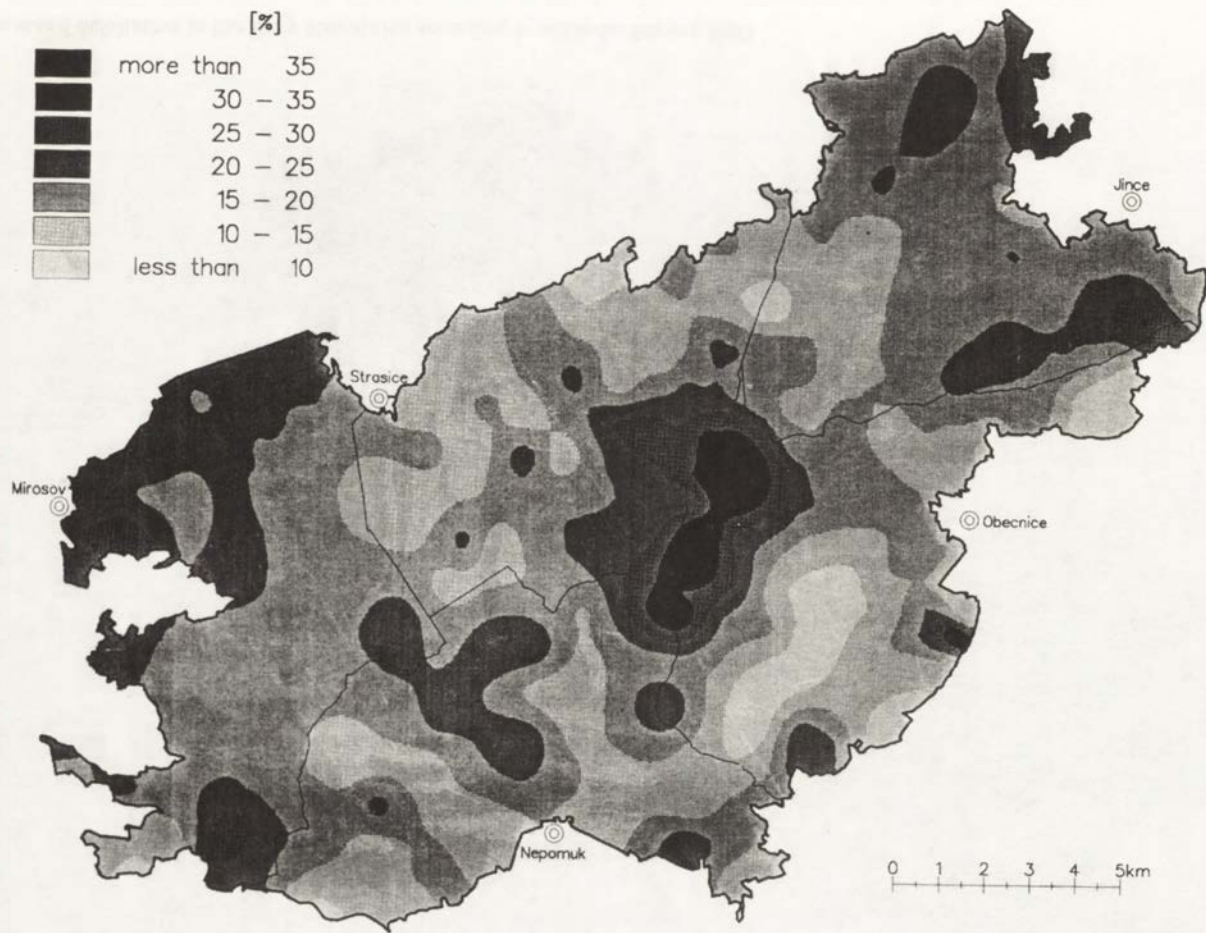 [%]
more than 35
30 – 35
25 – 30
20 – 25
15 – 20
10 – 15
less than 10
Jince
Strasice
Mirosov
Obecnice
Nepomuk
0 1 2 3 4 5km